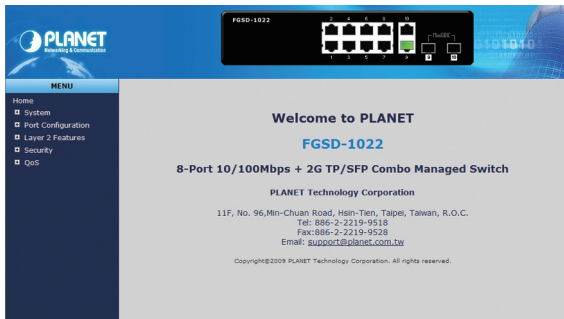 PLANET
Networking & Communication
FGSD-1022
2 4 6 8 10
MiniGBIC
1 3 5 7 9 9 10
MENU
Home
System
Port Configuration
Layer 2 Features
Security
QoS
Welcome to PLANET
FGSD-1022
8-Port 10/100Mbps + 2G TP/SFP Combo Managed Switch
PLANET Technology Corporation
11F, No. 96,Min-Chuan Road, Hsin-Tien, Taipei, Taiwan, R.O.C.
Tel: 886-2-2219-9518
Fax:886-2-2219-9528
Email: support@planet.com.tw
Copyright©2009 PLANET Technology Corporation. All rights reserved.